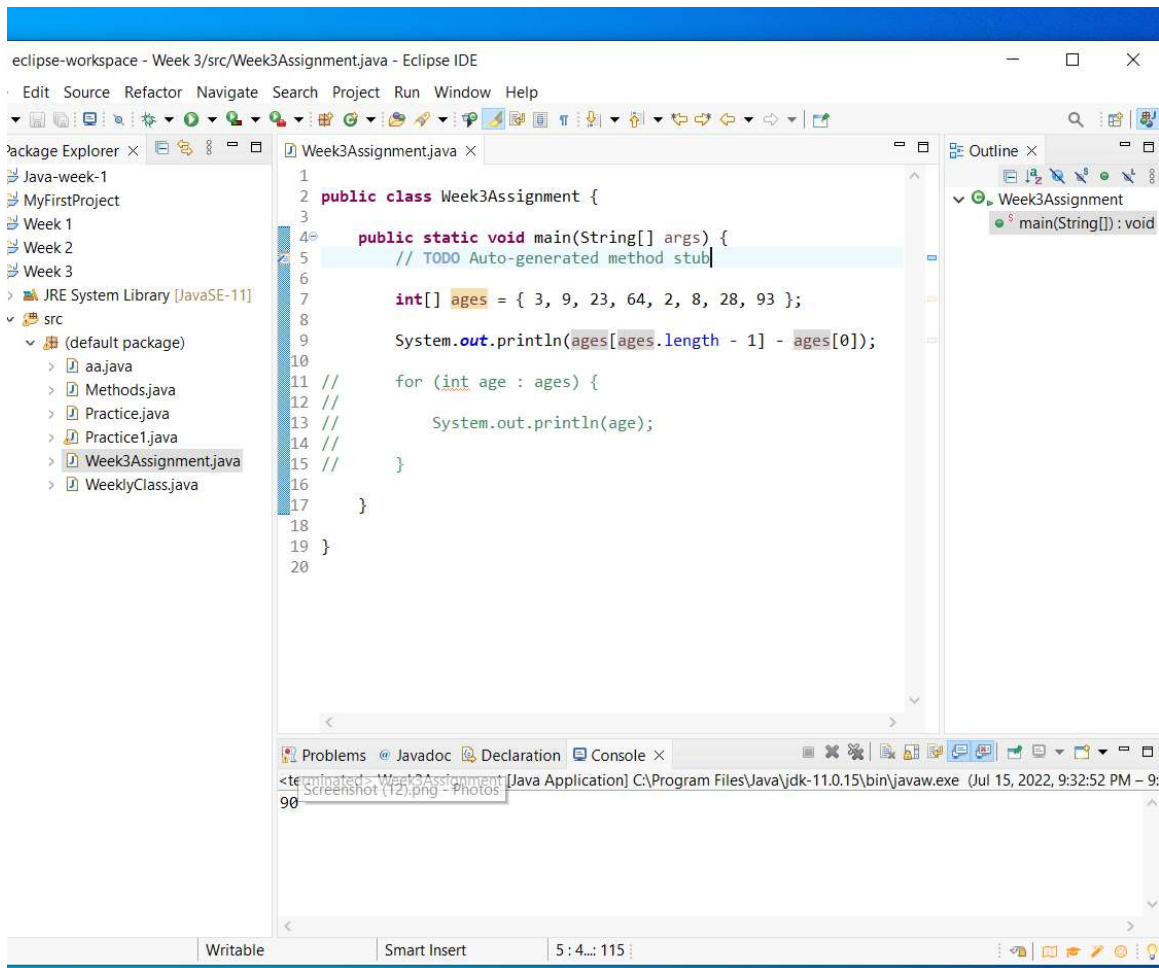 eclipse-workspace - Week 3/src/Week3Assignment.java - Eclipse IDE
Edit Source Refactor Navigate Search Project Run Window Help
Package Explorer
Java-week-1
MyFirstProject
Week 1
Week 2
Week 3
JRE System Library [JavaSE-11]
src
(default package)
aa.java
Methods.java
Practice.java
Practice1.java
Week3Assignment.java
WeeklyClass.java
Week3Assignment.java
1
2 public class Week3Assignment {
3
4 public static void main(String[] args) {
5 // TODO Auto-generated method stub
6
7 int[] ages = { 3, 9, 23, 64, 2, 8, 28, 93 };
8
9 System.out.println(ages[ages.length - 1] - ages[0]);
10
11 // for (int age : ages) {
12 //
13 // System.out.println(age);
14 //
15 // }
16
17 }
18
19 }
20
Outline
Week3Assignment
S main(String[]) : void
Problems @ Javadoc Declaration Console
<terminated> Week3Assignment [Java Application] C:\Program Files\Java\jdk-11.0.15\bin\javaw.exe (Jul 15, 2022, 9:32:52 PM – 9:
Screenshot (12).png - Photos
90
Writable Smart Insert 5 : 4...: 115